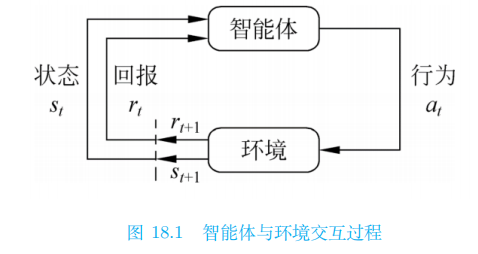 智能体
状态
s_t
回报
r_t
行为
a_t
r_{t+1}
环境
s_{t+1}
图 18.1 智能体与环境交互过程